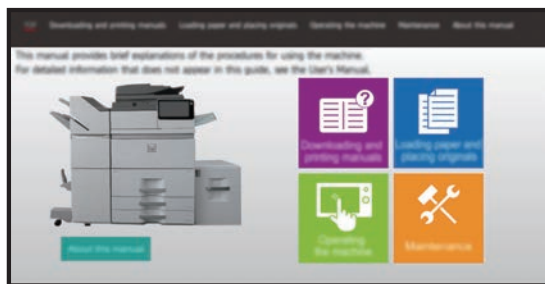 Downloading and printing manuals Loading paper and placing originals Operating the machine Maintenance About this manual
This manual provides brief explanations of the procedures for using the machine.
For detailed information that does not appear in this guide, see the User's Manual.
?
Downloading and
printing manuals
Loading paper and
placing originals
Operating
the machine
Maintenance
About this manual